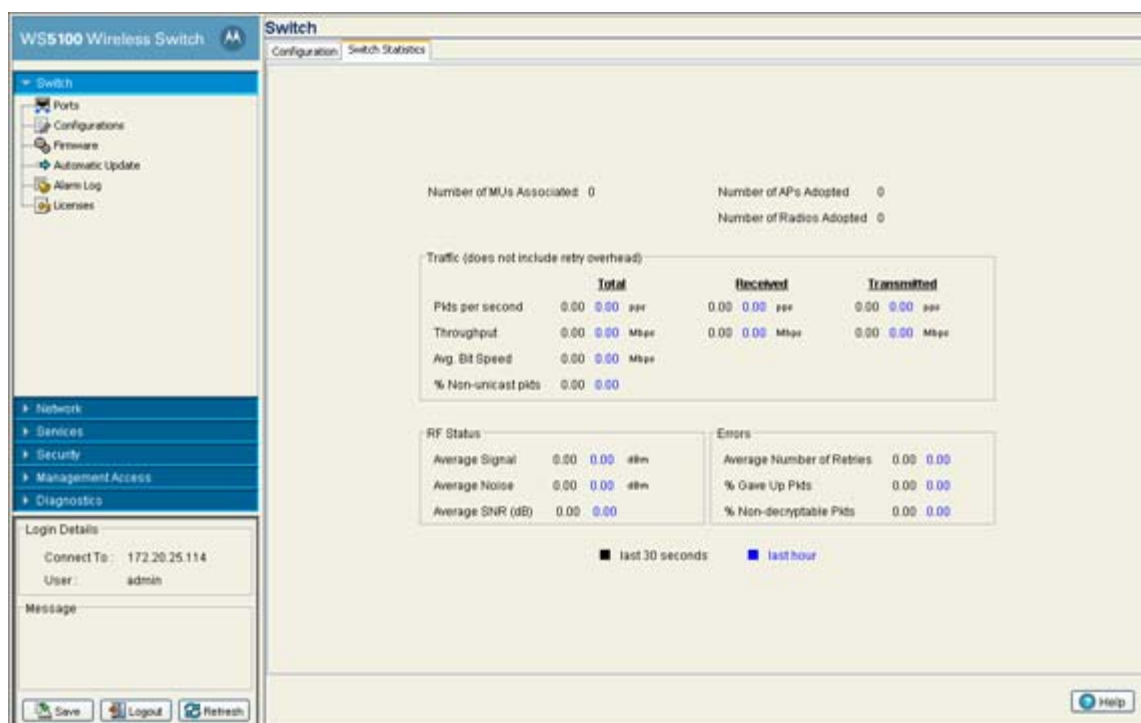 WS5100 Wireless Switch
Switch
Ports
Configurations
Firmware
Automatic Update
Alarm Log
Licenses
Network
Services
Security
Management Access
Diagnostics
Login Details
Connect To : 172.20.25.114
User : admin
Message
Save Logout Refresh
Switch
Configuration Switch Statistics
Number of MUs Associated 0 Number of APs Adopted 0
Number of Radios Adopted 0
Traffic (does not include retry overhead)
Total Received Transmitted
Pkts per second 0.00 0.00 pps 0.00 0.00 pps 0.00 0.00 pps
Throughput 0.00 0.00 Mbps 0.00 0.00 Mbps 0.00 0.00 Mbps
Avg. Bit Speed 0.00 0.00 Mbps
% Non-unicast pkts 0.00 0.00
RF Status
Average Signal 0.00 0.00 dBm
Average Noise 0.00 0.00 dBm
Average SNR (dB) 0.00 0.00
Errors
Average Number of Retries 0.00 0.00
% Gave Up Pkts 0.00 0.00
% Non-decryptable Pkts 0.00 0.00
last 30 seconds last hour
Help